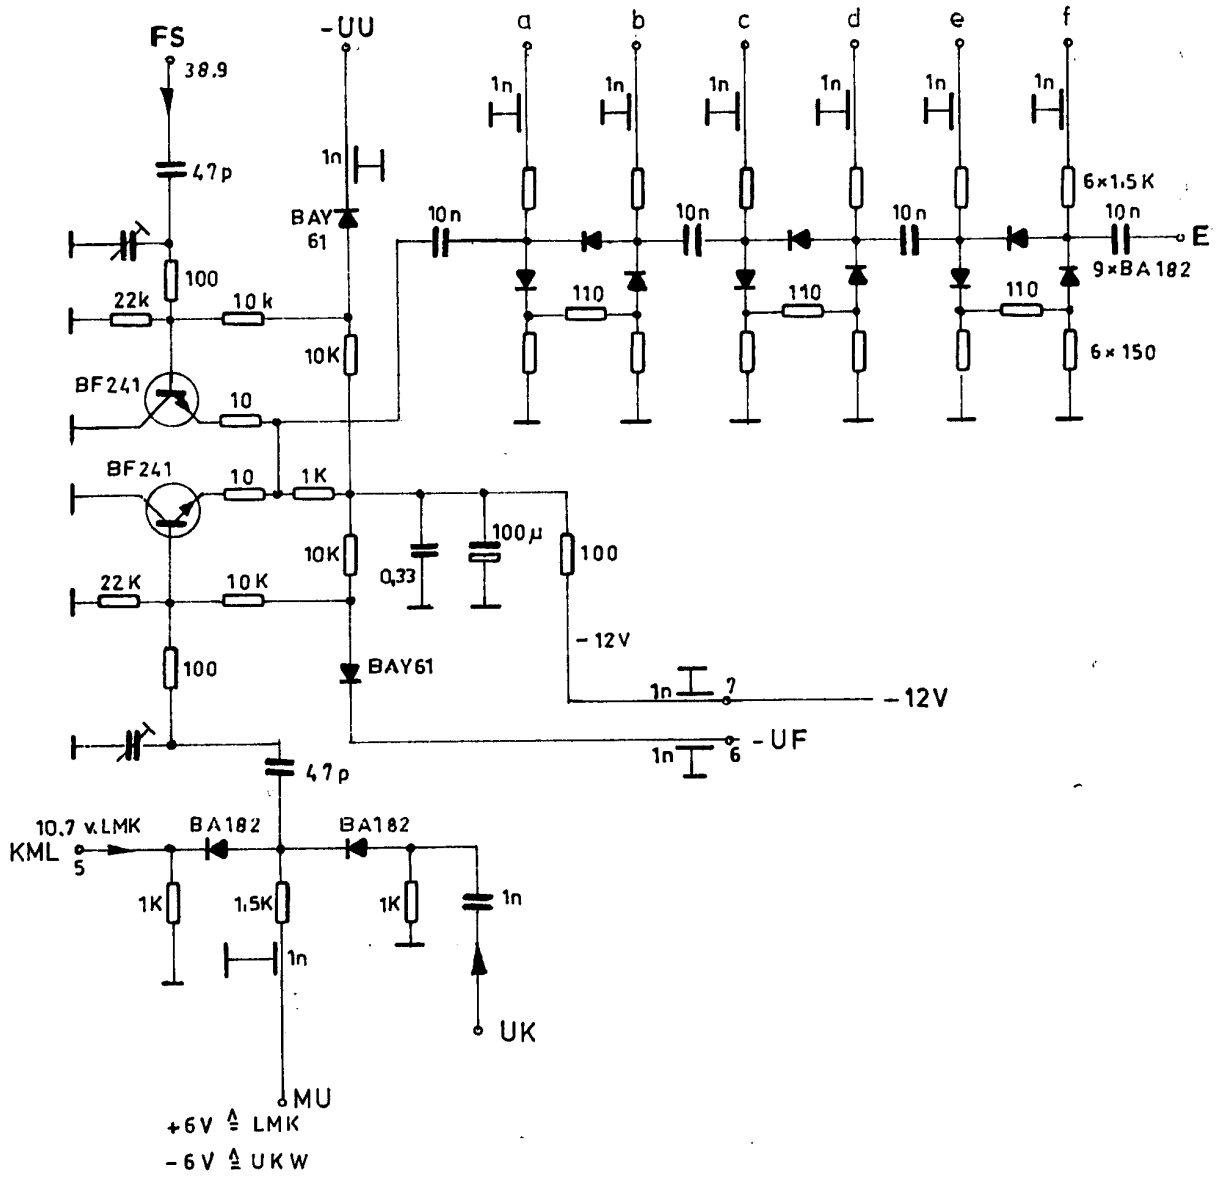 FS
-UU
a b c d e f
38.9
1n 1n 1n 1n 1n 1n
1n
47p
6×1.5K
BAY
61
10n 10n 10n 10n
E
9×BA182
100
22k 10k
110 110 110
10K
6×150
BF241
10
BF241
10 1K
100µ
10K
0,33
100
22K 10K
-12V
BAY61
100
1n 7
-12V
1n 6
-UF
47p
10.7 v.LMK
BA182 BA182
KML
5
1K 1.5K 1K 1n
1n
UK
MU
+6V ≙ LMK
-6V ≙ UKW